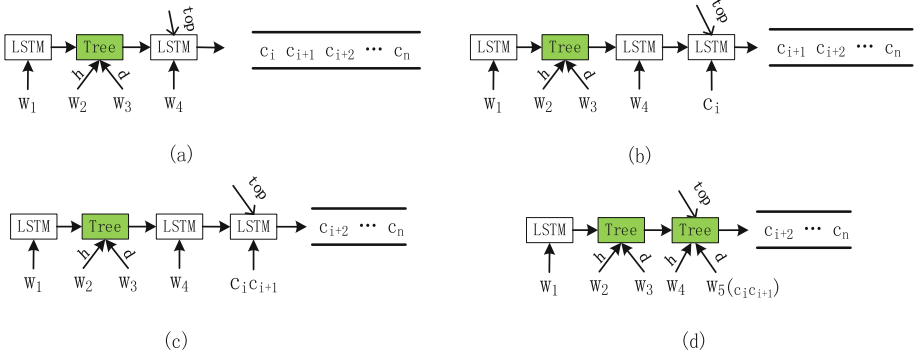 top
LSTM Tree LSTM c_i c_{i+1} c_{i+2} ··· c_n
h d
W_1 W_2 W_3 W_4
(a)
top
LSTM Tree LSTM LSTM c_{i+1} c_{i+2} ··· c_n
h d
W_1 W_2 W_3 W_4 C_i
(b)
top
LSTM Tree LSTM LSTM c_{i+2} ··· c_n
h d
W_1 W_2 W_3 W_4 C_iC_{i+1}
(c)
top
LSTM Tree Tree c_{i+2} ··· c_n
h d h d
W_1 W_2 W_3 W_4 W_5(c_ic_{i+1})
(d)